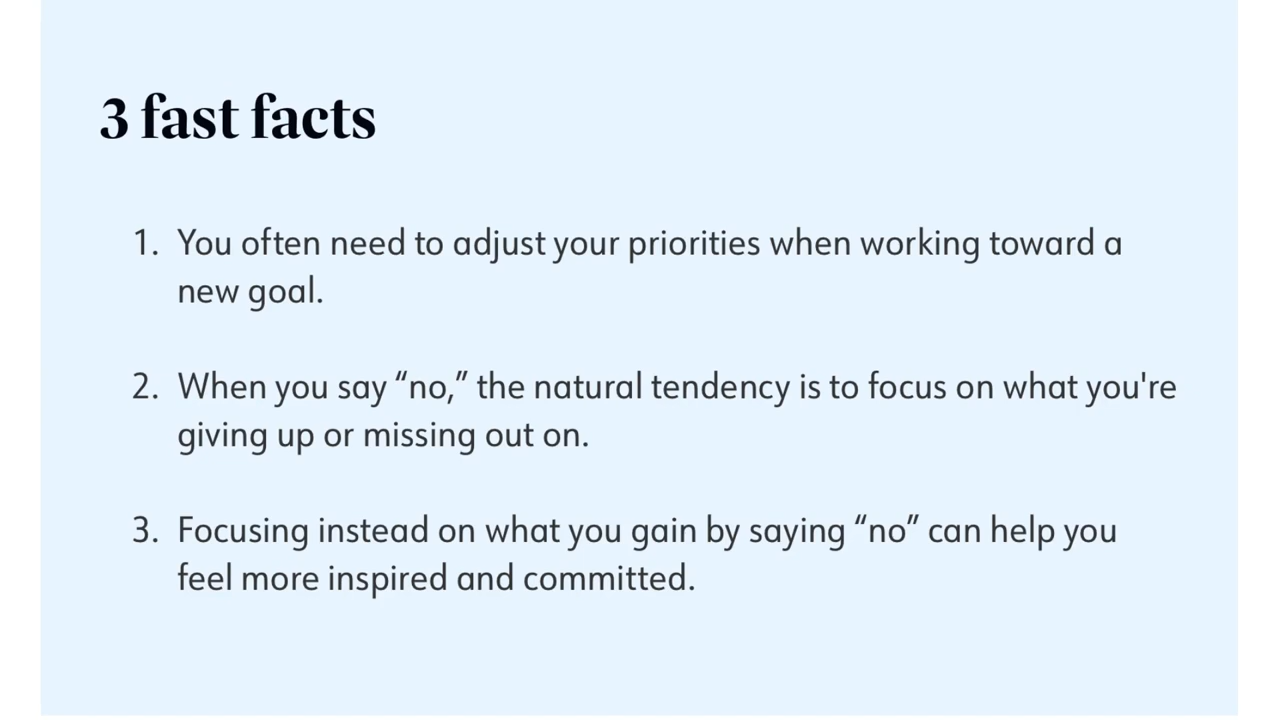 3 fast facts
1. You often need to adjust your priorities when working toward a
new goal.
2. When you say “no,” the natural tendency is to focus on what you're
giving up or missing out on.
3. Focusing instead on what you gain by saying “no” can help you
feel more inspired and committed.